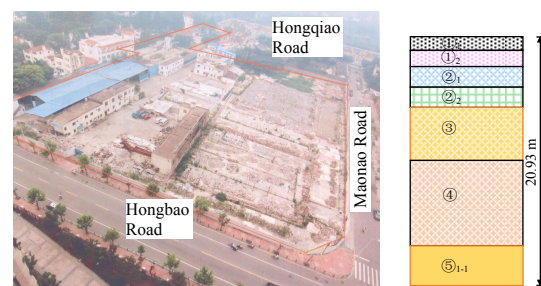 Hongqiao
Road
Maonao Road
Hongbao
Road
①₂
②₁
②₂
③
④
⑤₁₋₁
20.93 m